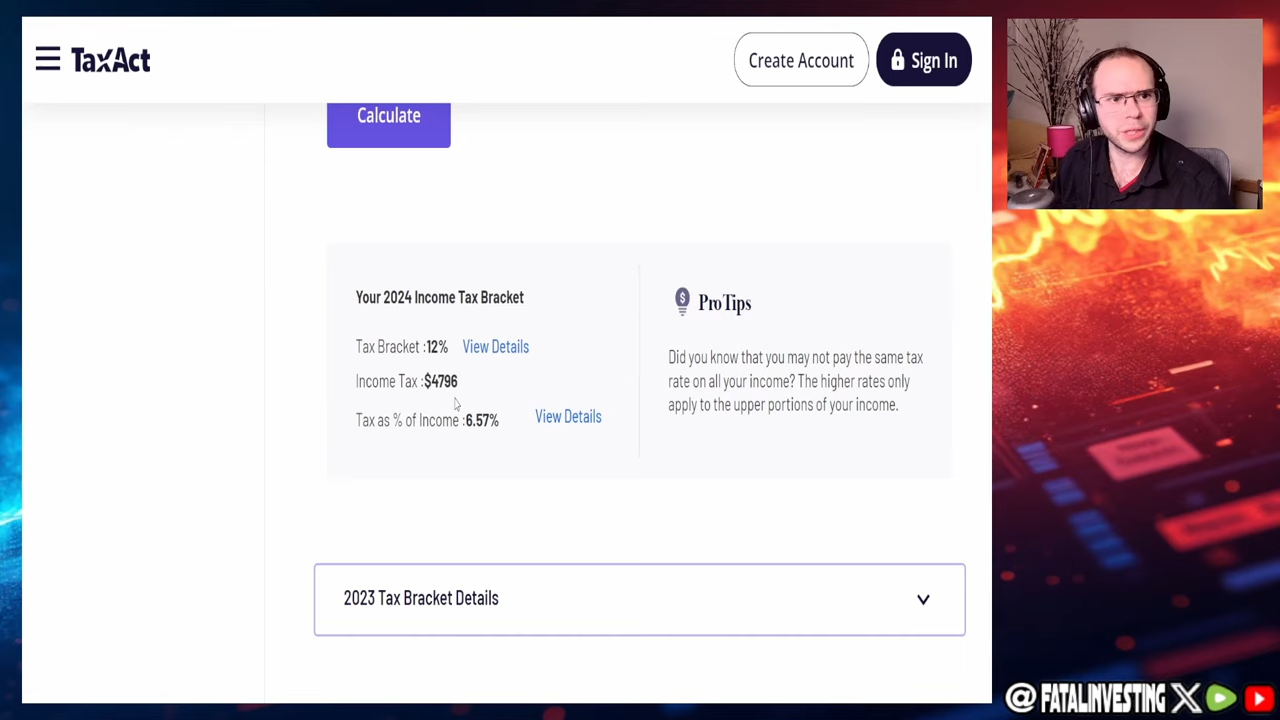 TaxAct
Create Account
Sign In
Calculate
Your 2024 Income Tax Bracket
Tax Bracket :12% View Details
Income Tax :$4796
Tax as % of Income :6.57% View Details
ProTips
Did you know that you may not pay the same tax
rate on all your income? The higher rates only
apply to the upper portions of your income.
2023 Tax Bracket Details
@FATALINVESTING X